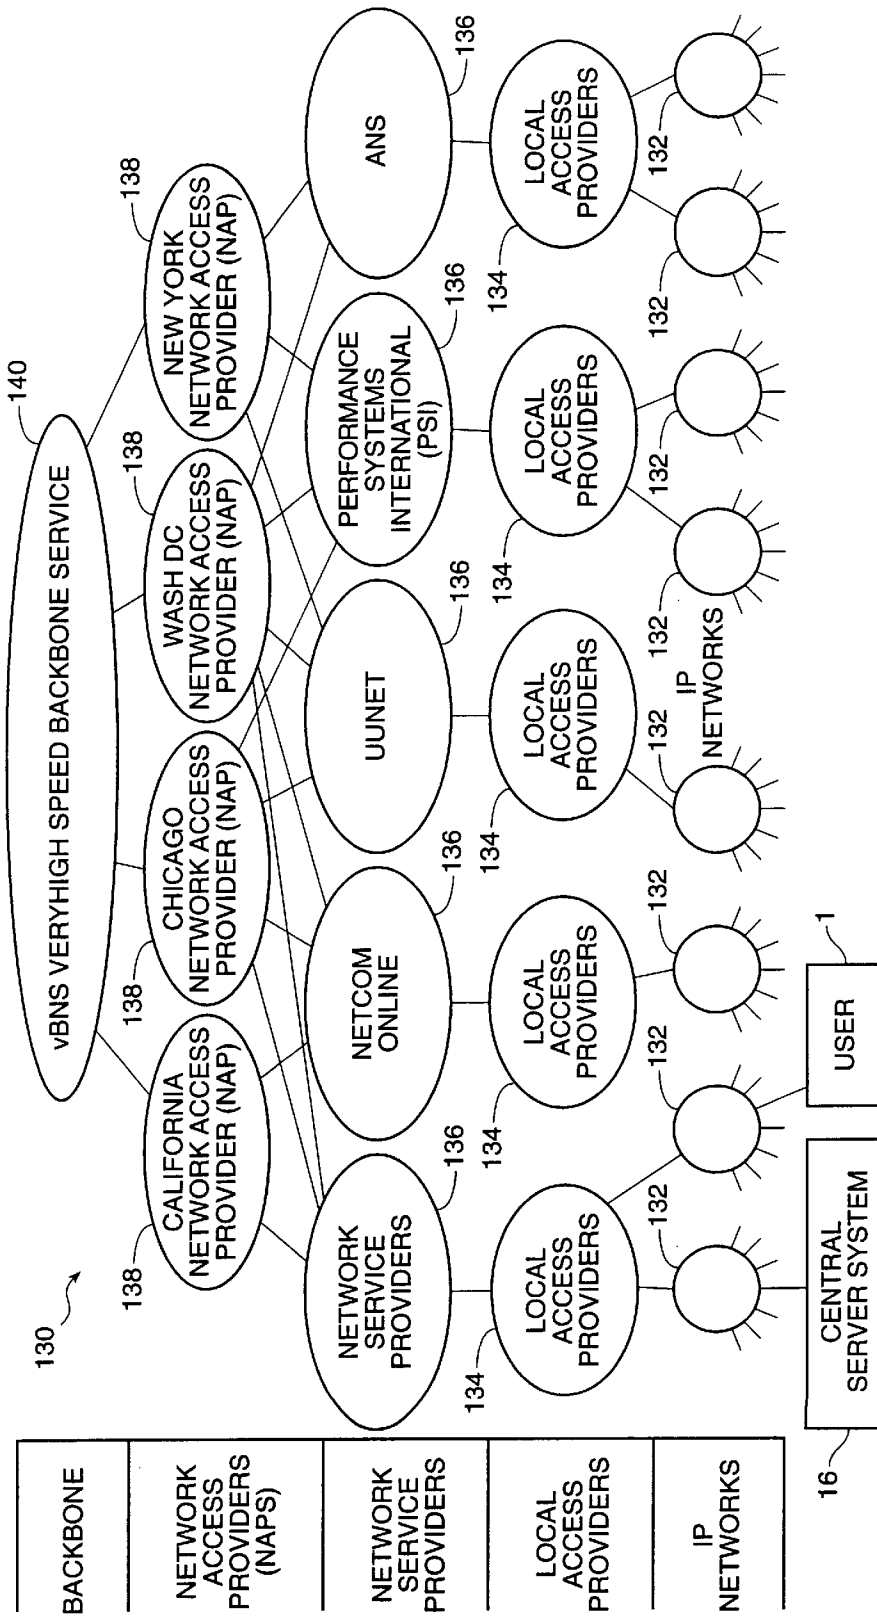 130
BACKBONE
vBNS VERYHIGH SPEED BACKBONE SERVICE
140
NETWORK
ACCESS
PROVIDERS
(NAPS)
CALIFORNIA
NETWORK ACCESS
PROVIDER (NAP)
138
CHICAGO
NETWORK ACCESS
PROVIDER (NAP)
138
WASH DC
NETWORK ACCESS
PROVIDER (NAP)
138
NEW YORK
NETWORK ACCESS
PROVIDER (NAP)
138
NETWORK
SERVICE
PROVIDERS
NETWORK
SERVICE
PROVIDERS
136
NETCOM
ONLINE
136
UUNET
136
PERFORMANCE
SYSTEMS
INTERNATIONAL
(PSI)
136
ANS
136
LOCAL
ACCESS
PROVIDERS
LOCAL
ACCESS
PROVIDERS
134
LOCAL
ACCESS
PROVIDERS
134
LOCAL
ACCESS
PROVIDERS
134
LOCAL
ACCESS
PROVIDERS
134
LOCAL
ACCESS
PROVIDERS
134
IP
NETWORKS
132
132
132
132
IP
NETWORKS
132
132
132
132
CENTRAL
SERVER SYSTEM
16
USER
1